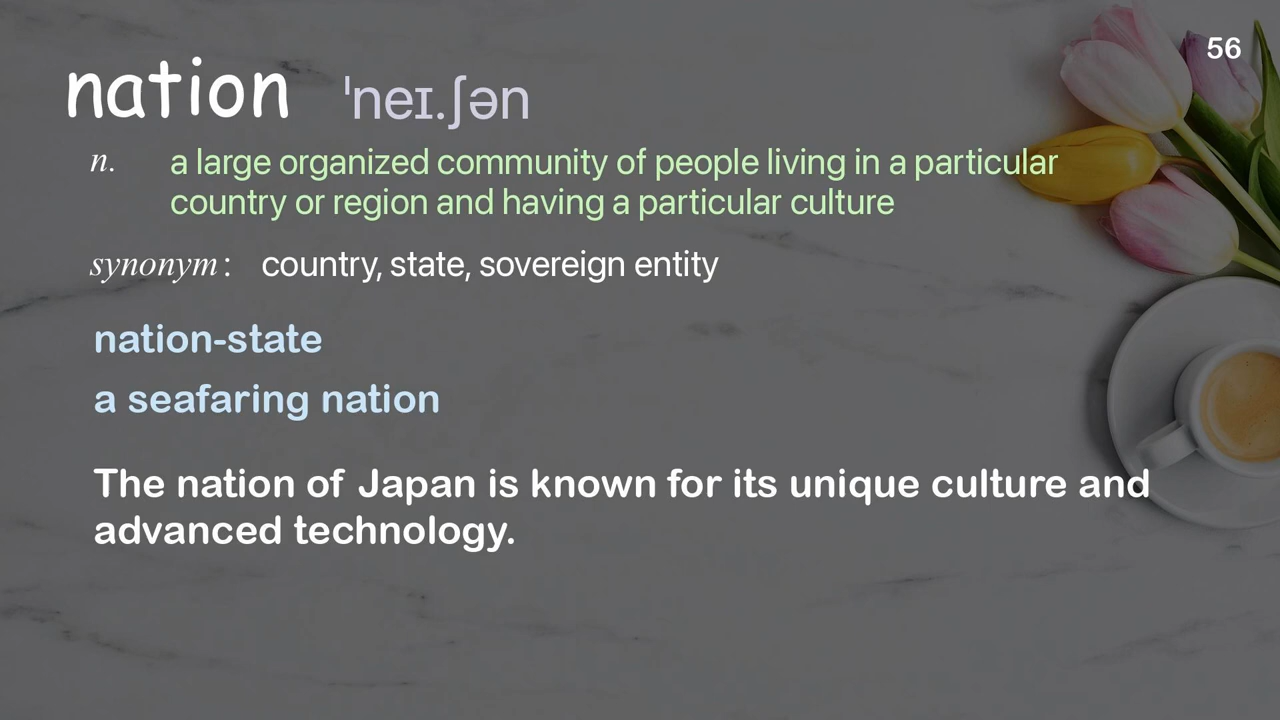 56
nation ˈneɪ.ʃən
n. a large organized community of people living in a particular
country or region and having a particular culture
synonym: country, state, sovereign entity
nation-state
a seafaring nation
The nation of Japan is known for its unique culture and
advanced technology.